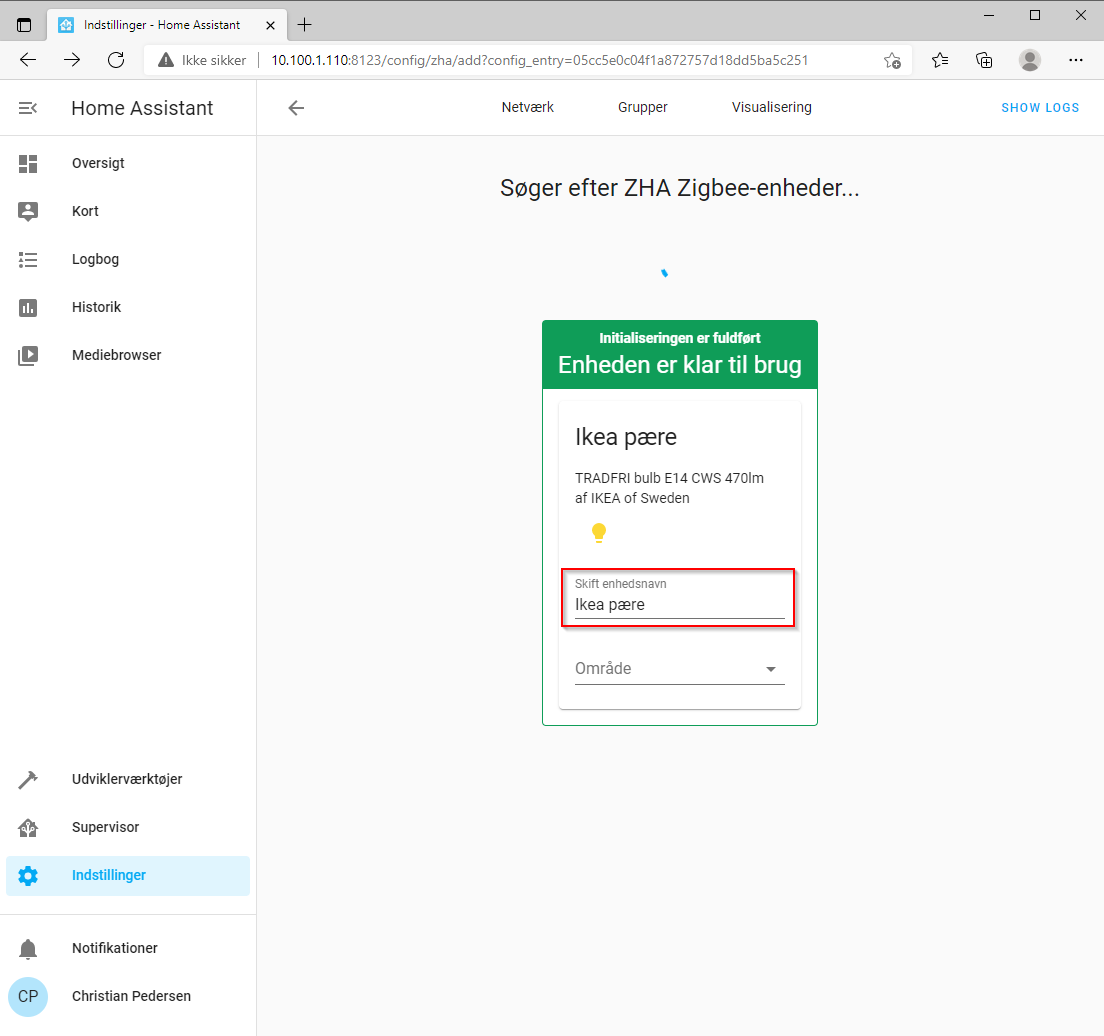 Indstillinger - Home Assistant
Ikke sikker
10.100.1.110:8123/config/zha/add?config_entry=05cc5e0c04f1a872757d18dd5ba5c251
Home Assistant
Netværk
Grupper
Visualisering
SHOW LOGS
Oversigt
Kort
Logbog
Historik
Mediebrowser
Udviklerværktøjer
Supervisor
Indstillinger
Notifikationer
CP
Christian Pedersen
Søger efter ZHA Zigbee-enheder...
Initialiseringen er fuldført
Enheden er klar til brug
Ikea pære
TRADFRI bulb E14 CWS 470lm
af IKEA of Sweden
Skift enhedsnavn
Ikea pære
Område